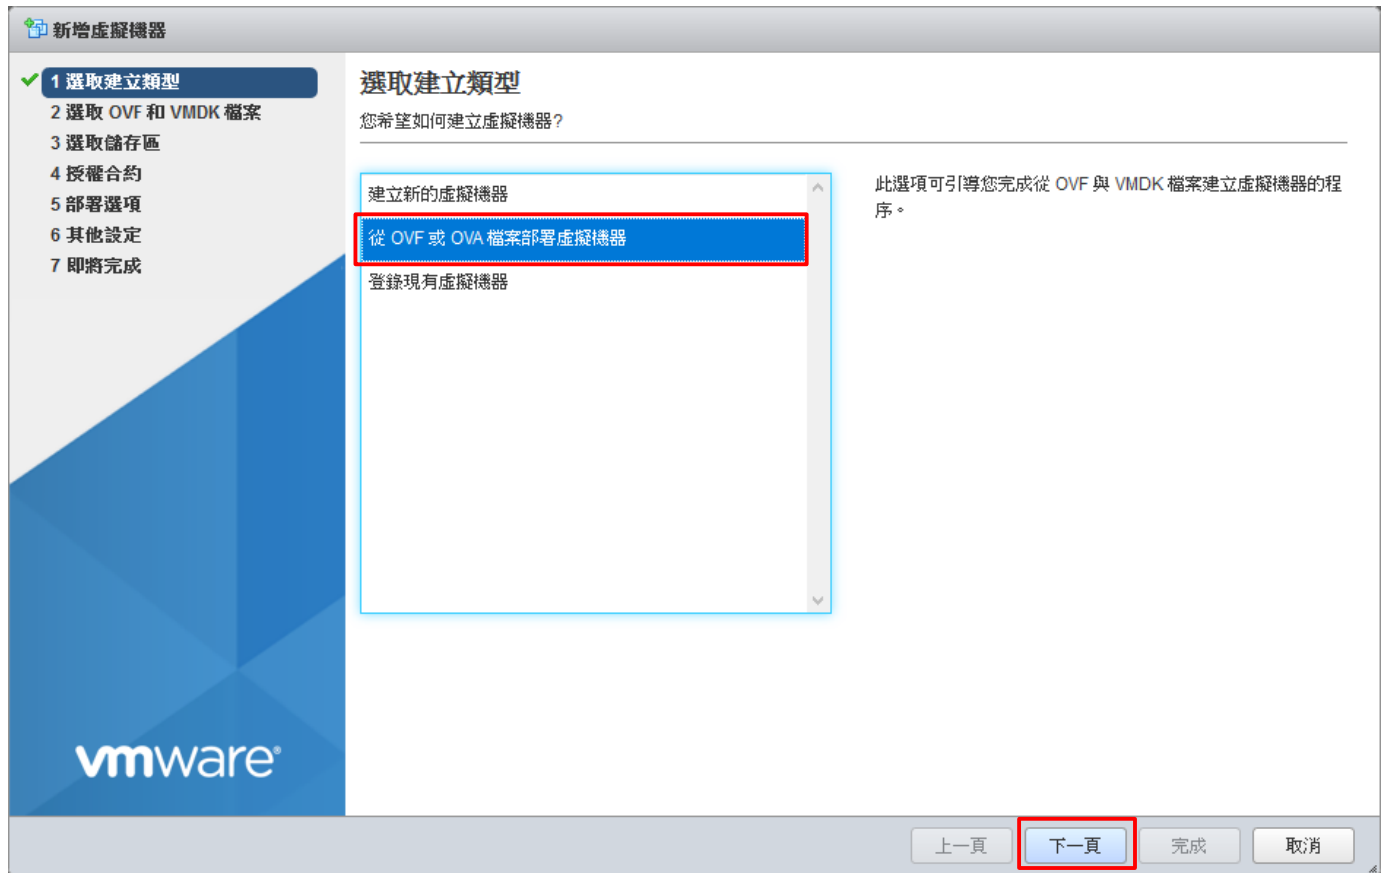 新增虛擬機器
1 選取建立類型
2 選取 OVF 和 VMDK 檔案
3 選取儲存區
4 授權合約
5 部署選項
6 其他設定
7 即將完成
vmware®
選取建立類型
您希望如何建立虛擬機器?
建立新的虛擬機器
從 OVF 或 OVA 檔案部署虛擬機器
登錄現有虛擬機器
此選項可引導您完成從 OVF 與 VMDK 檔案建立虛擬機器的程
序。
上一頁
下一頁
完成
取消